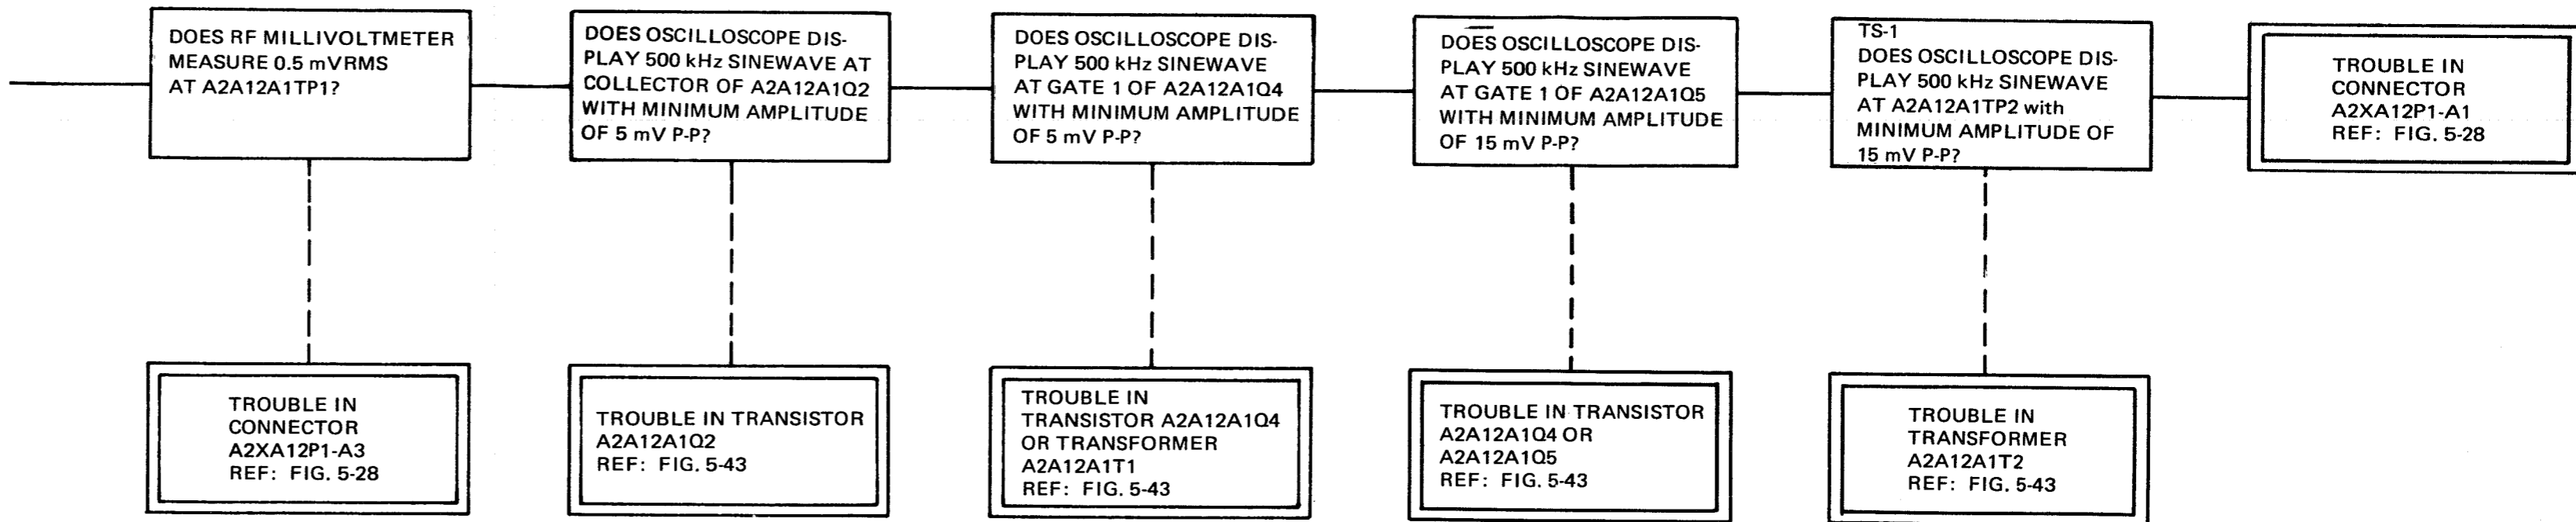 DOES RF MILLIVOLTMETER
MEASURE 0.5 mVRMS
AT A2A12A1TP1?
DOES OSCILLOSCOPE DIS-
PLAY 500 kHz SINEWAVE AT
COLLECTOR OF A2A12A1Q2
WITH MINIMUM AMPLITUDE
OF 5 mV P-P?
DOES OSCILLOSCOPE DIS-
PLAY 500 kHz SINEWAVE
AT GATE 1 OF A2A12A1Q4
WITH MINIMUM AMPLITUDE
OF 5 mV P-P?
DOES OSCILLOSCOPE DIS-
PLAY 500 kHz SINEWAVE
AT GATE 1 OF A2A12A1Q5
WITH MINIMUM AMPLITUDE
OF 15 mV P-P?
TS-1
DOES OSCILLOSCOPE DIS-
PLAY 500 kHz SINEWAVE
AT A2A12A1TP2 with
MINIMUM AMPLITUDE OF
15 mV P-P?
TROUBLE IN
CONNECTOR
A2XA12P1-A1
REF: FIG. 5-28
TROUBLE IN
CONNECTOR
A2XA12P1-A3
REF: FIG. 5-28
TROUBLE IN TRANSISTOR
A2A12A1Q2
REF: FIG. 5-43
TROUBLE IN
TRANSISTOR A2A12A1Q4
OR TRANSFORMER
A2A12A1T1
REF: FIG. 5-43
TROUBLE IN TRANSISTOR
A2A12A1Q4 OR
A2A12A1Q5
REF: FIG. 5-43
TROUBLE IN
TRANSFORMER
A2A12A1T2
REF: FIG. 5-43